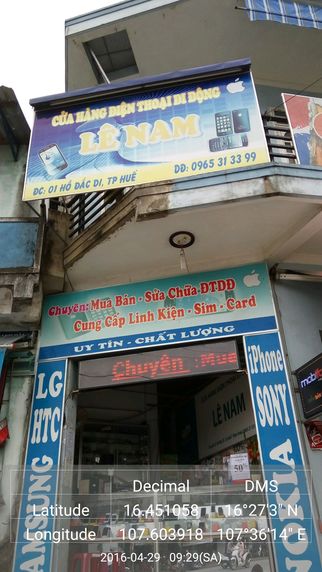 CỬA HÀNG ĐIỆN THOẠI DI ĐỘNG
LÊ NAM
DĐ: 0965 31 33 99
ĐC: 01 HỒ ĐẮC DI, TP HUẾ
Chuyên: Mua Bán - Sửa Chữa ĐTDĐ
Cung Cấp Linh Kiện - Sim - Card
UY TÍN - CHẤT LƯỢNG
Chuyên :Mua
LG
HTC
SAMSUNG
iPhone
SONY
NOKIA
LÊ NAM
50
Decimal DMS
Latitude 16.451058 16°27'3" N
Longitude 107.603918 107°36'14" E
2016-04-29 09:29(SA)